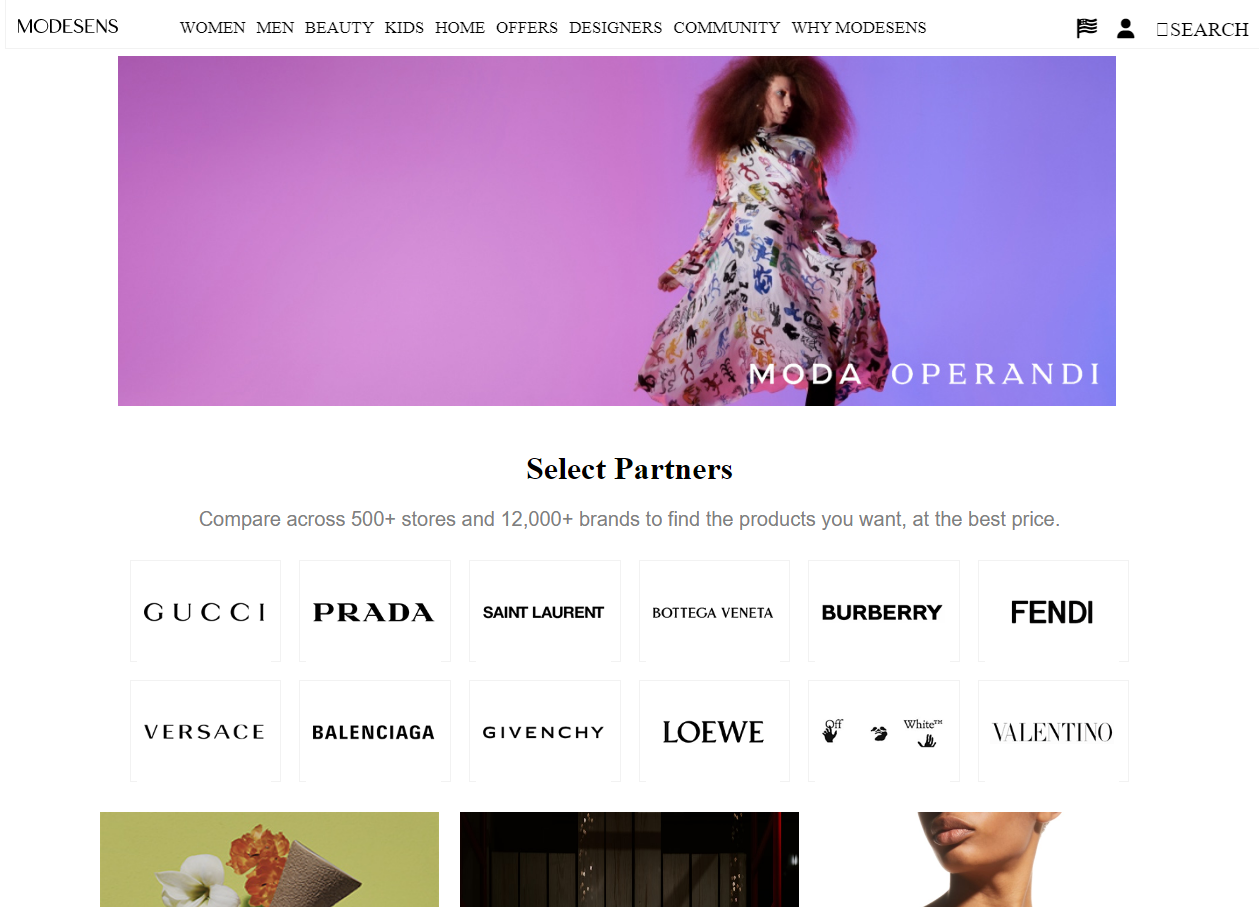 MODESENS WOMEN MEN BEAUTY KIDS HOME OFFERS DESIGNERS COMMUNITY WHY MODESENS SEARCH
MODA OPERANDI
Select Partners
Compare across 500+ stores and 12,000+ brands to find the products you want, at the best price.
GUCCI PRADA SAINT LAURENT BOTTEGA VENETA BURBERRY FENDI
VERSACE BALENCIAGA GIVENCHY LOEWE Off White™ VALENTINO